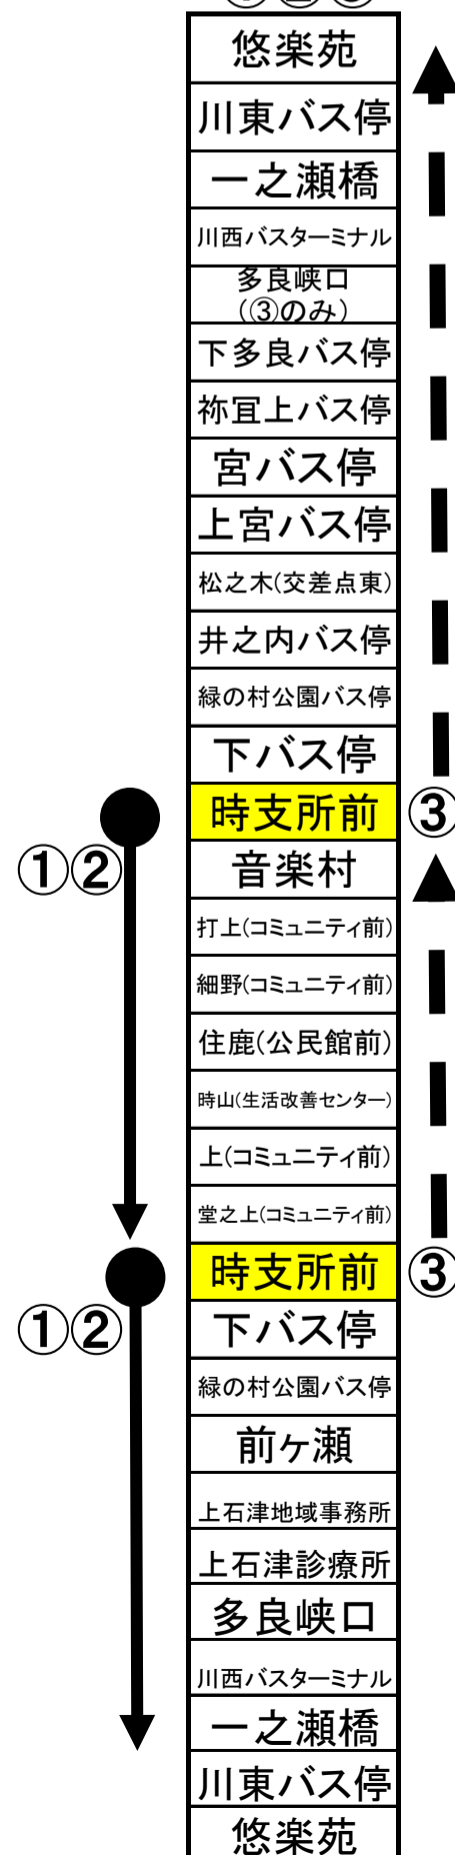 ①②③
悠楽苑
川東バス停
一之瀬橋
川西バスターミナル
多良峡口
(③のみ)
下多良バス停
祢冝上バス停
宮バス停
上宮バス停
松之木(交差点東)
井之内バス停
緑の村公園バス停
下バス停
時支所前
③
①②
音楽村
打上(コミュニティ前)
細野(コミュニティ前)
住鹿(公民館前)
時山(生活改善センター)
上(コミュニティ前)
堂之上(コミュニティ前)
時支所前
③
①②
下バス停
緑の村公園バス停
前ヶ瀬
上石津地域事務所
上石津診療所
多良峡口
川西バスターミナル
一之瀬橋
川東バス停
悠楽苑